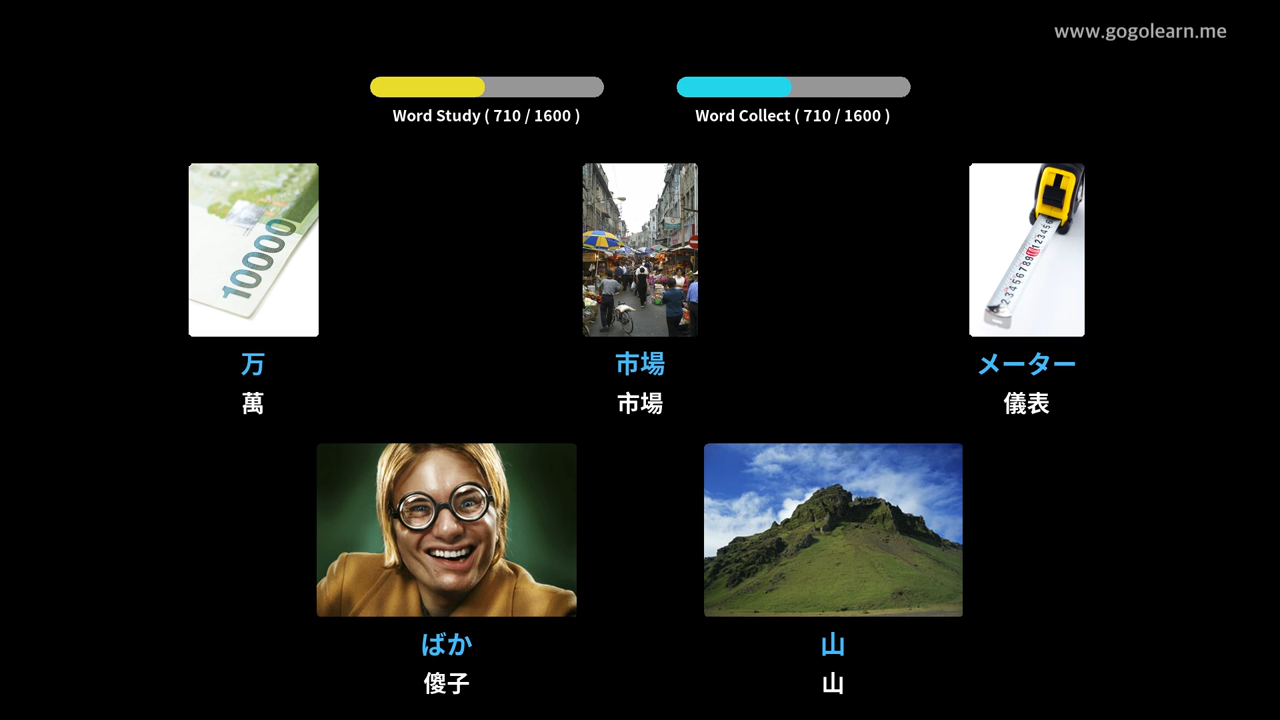 www.gogolearn.me
Word Study ( 710 / 1600 )
Word Collect ( 710 / 1600 )
10000
万
萬
市場
市場
メーター
儀表
ばか
傻子
山
山